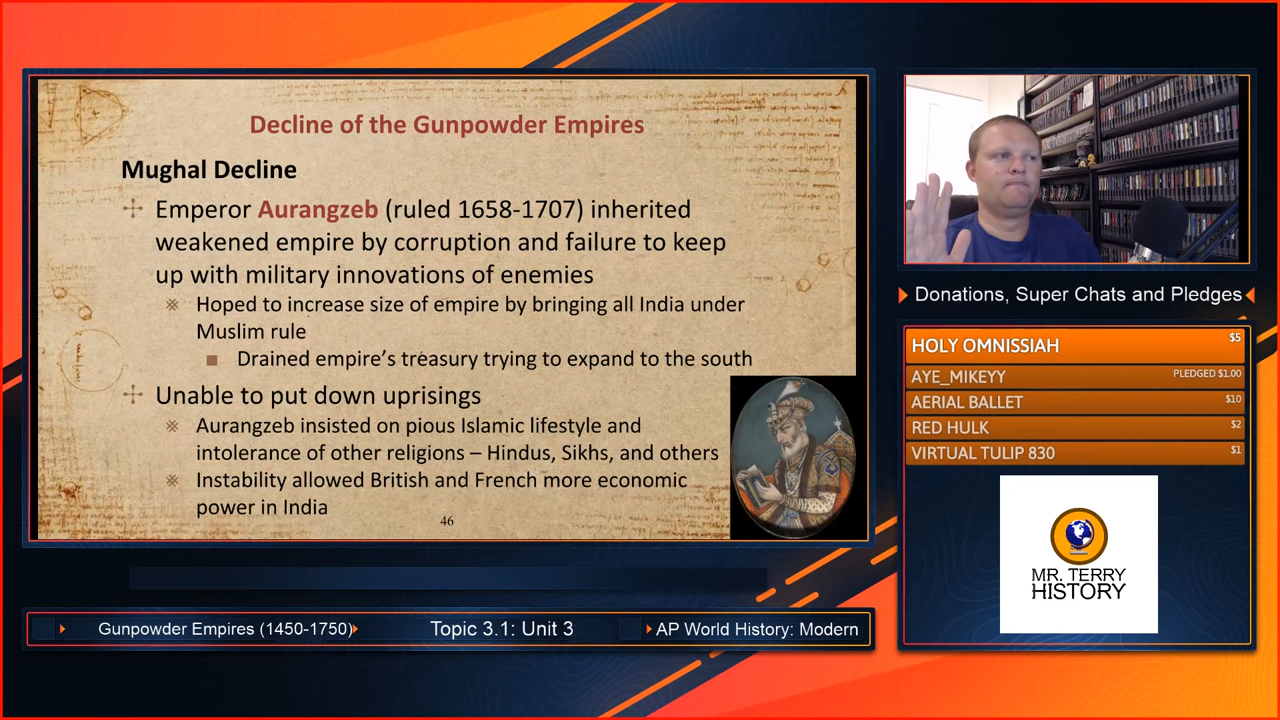 Decline of the Gunpowder Empires
Mughal Decline
Emperor Aurangzeb (ruled 1658-1707) inherited
weakened empire by corruption and failure to keep
up with military innovations of enemies
Hoped to increase size of empire by bringing all India under
Muslim rule
Drained empire's treasury trying to expand to the south
Unable to put down uprisings
Aurangzeb insisted on pious Islamic lifestyle and
intolerance of other religions – Hindus, Sikhs, and others
Instability allowed British and French more economic
power in India
46
Donations, Super Chats and Pledges
HOLY OMNISSIAH $5
AYE_MIKEYY PLEDGED $1.00
AERIAL BALLET $10
RED HULK $2
VIRTUAL TULIP 830 $1
MR. TERRY
HISTORY
Gunpowder Empires (1450-1750)
Topic 3.1: Unit 3
AP World History: Modern